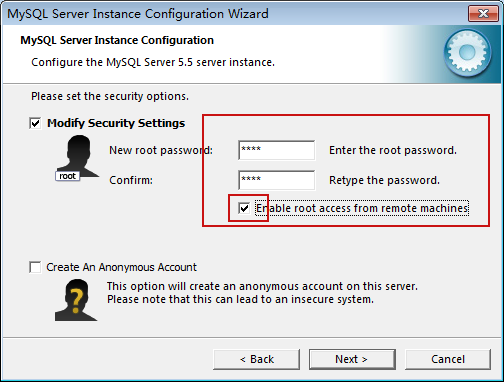 MySQL Server Instance Configuration Wizard
MySQL Server Instance Configuration
Configure the MySQL Server 5.5 server instance.
Please set the security options.
Modify Security Settings
New root password: **** Enter the root password.
Confirm: **** Retype the password.
root
Enable root access from remote machines
Create An Anonymous Account
This option will create an anonymous account on this server.
Please note that this can lead to an insecure system.
< Back Next > Cancel